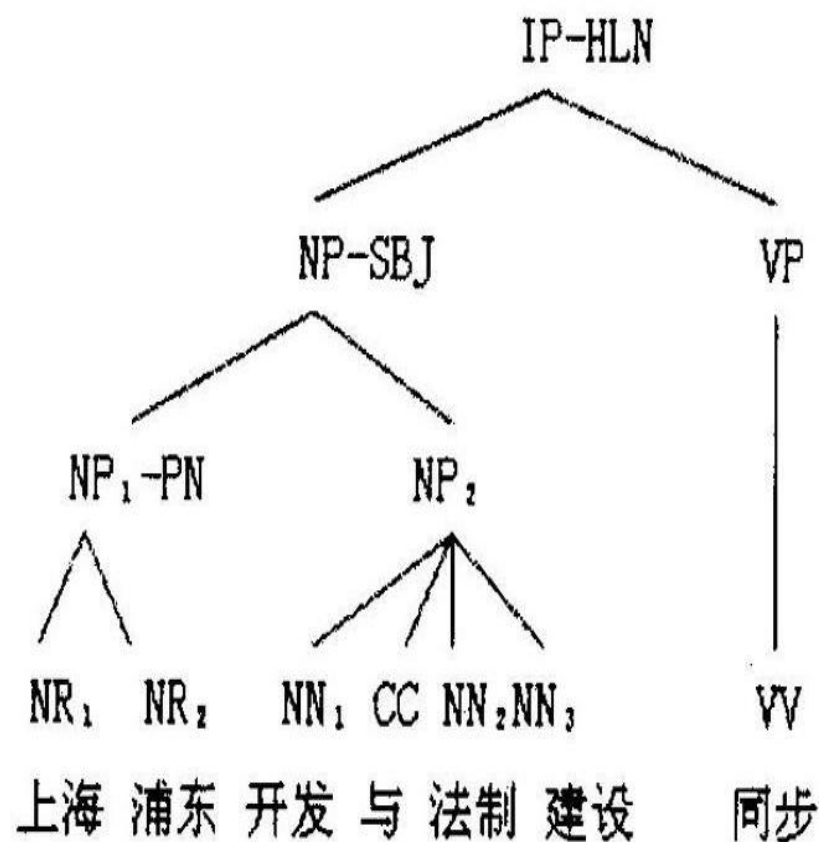 IP-HLN
NP-SBJ VP
NP₁-PN NP₂
NR₁ NR₂ NN₁ CC NN₂ NN₃ VV
上海 浦东 开发 与 法制 建设 同步